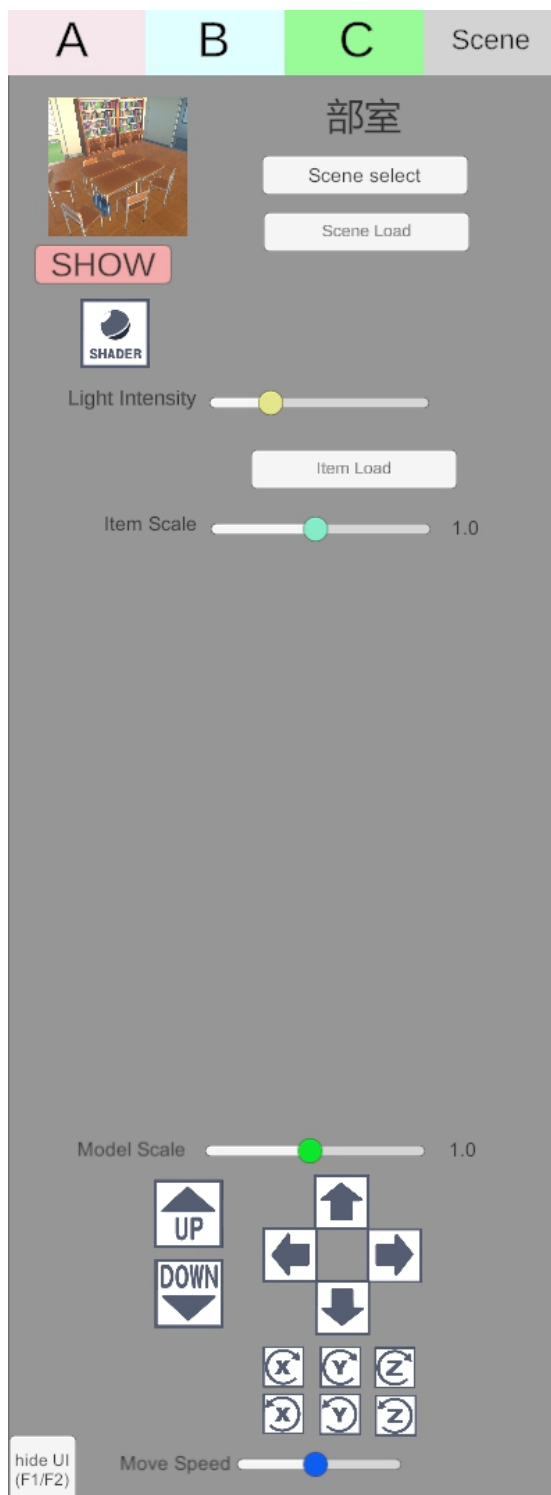 A B C Scene
部室
Scene select
Scene Load
SHOW
SHADER
Light Intensity
Item Load
Item Scale 1.0
Model Scale 1.0
UP
DOWN
X Y Z
X Y Z
hide UI
(F1/F2)
Move Speed